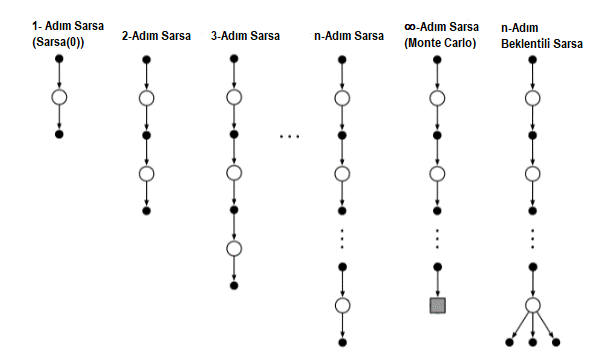 1- Adım Sarsa
(Sarsa(0))
2-Adım Sarsa
3-Adım Sarsa
n-Adım Sarsa
∞-Adım Sarsa
(Monte Carlo)
n-Adım
Beklentili Sarsa